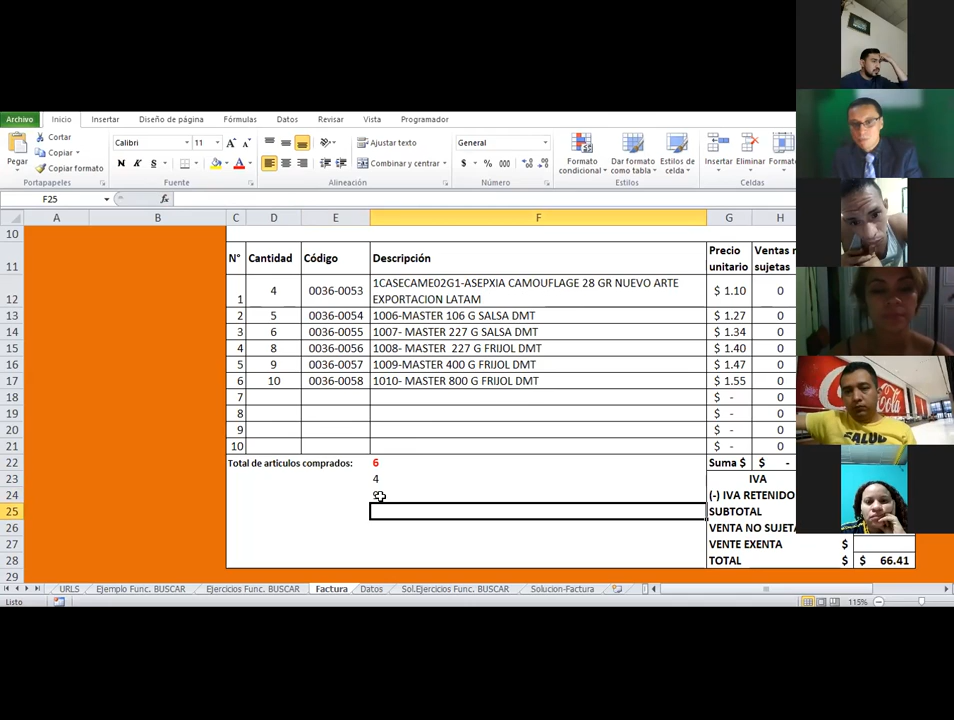 Archivo Inicio Insertar Diseño de página Fórmulas Datos Revisar Vista Programador
Cortar
Copiar
Copiar formato
Pegar
Calibri 11
N K S
Ajustar texto
Combinar y centrar
General
$ % 000
Formato condicional
Dar formato como tabla
Estilos de celda
Insertar Eliminar Formato
Portapapeles Fuente Alineación Número Estilos Celdas
F25 fx
A B C D E F G H
10
11 N° Cantidad Código Descripción Precio unitario Ventas n sujetas
12 1 4 0036-0053 1CASECAME02G1-ASEPXIA CAMOUFLAGE 28 GR NUEVO ARTE EXPORTACION LATAM $ 1.10 0
13 2 5 0036-0054 1006-MASTER 106 G SALSA DMT $ 1.27 0
14 3 6 0036-0055 1007- MASTER 227 G SALSA DMT $ 1.34 0
15 4 8 0036-0056 1008- MASTER 227 G FRIJOL DMT $ 1.40 0
16 5 9 0036-0057 1009-MASTER 400 G FRIJOL DMT $ 1.47 0
17 6 10 0036-0058 1010- MASTER 800 G FRIJOL DMT $ 1.55 0
18 7 $ - 0
19 8 $ - 0
20 9 $ - 0
21 10 $ - 0
22 Total de articulos comprados: 6 Suma $ $ -
23 4 IVA
24 (-) IVA RETENIDO
25 SUBTOTAL
26 VENTA NO SUJETA
27 VENTE EXENTA $
28 TOTAL $ $ 66.41
29
URLS Ejemplo Func. BUSCAR Ejercicios Func. BUSCAR Factura Datos Sol.Ejercicios Func. BUSCAR Solucion-Factura
Listo 115%
Coca-Cola